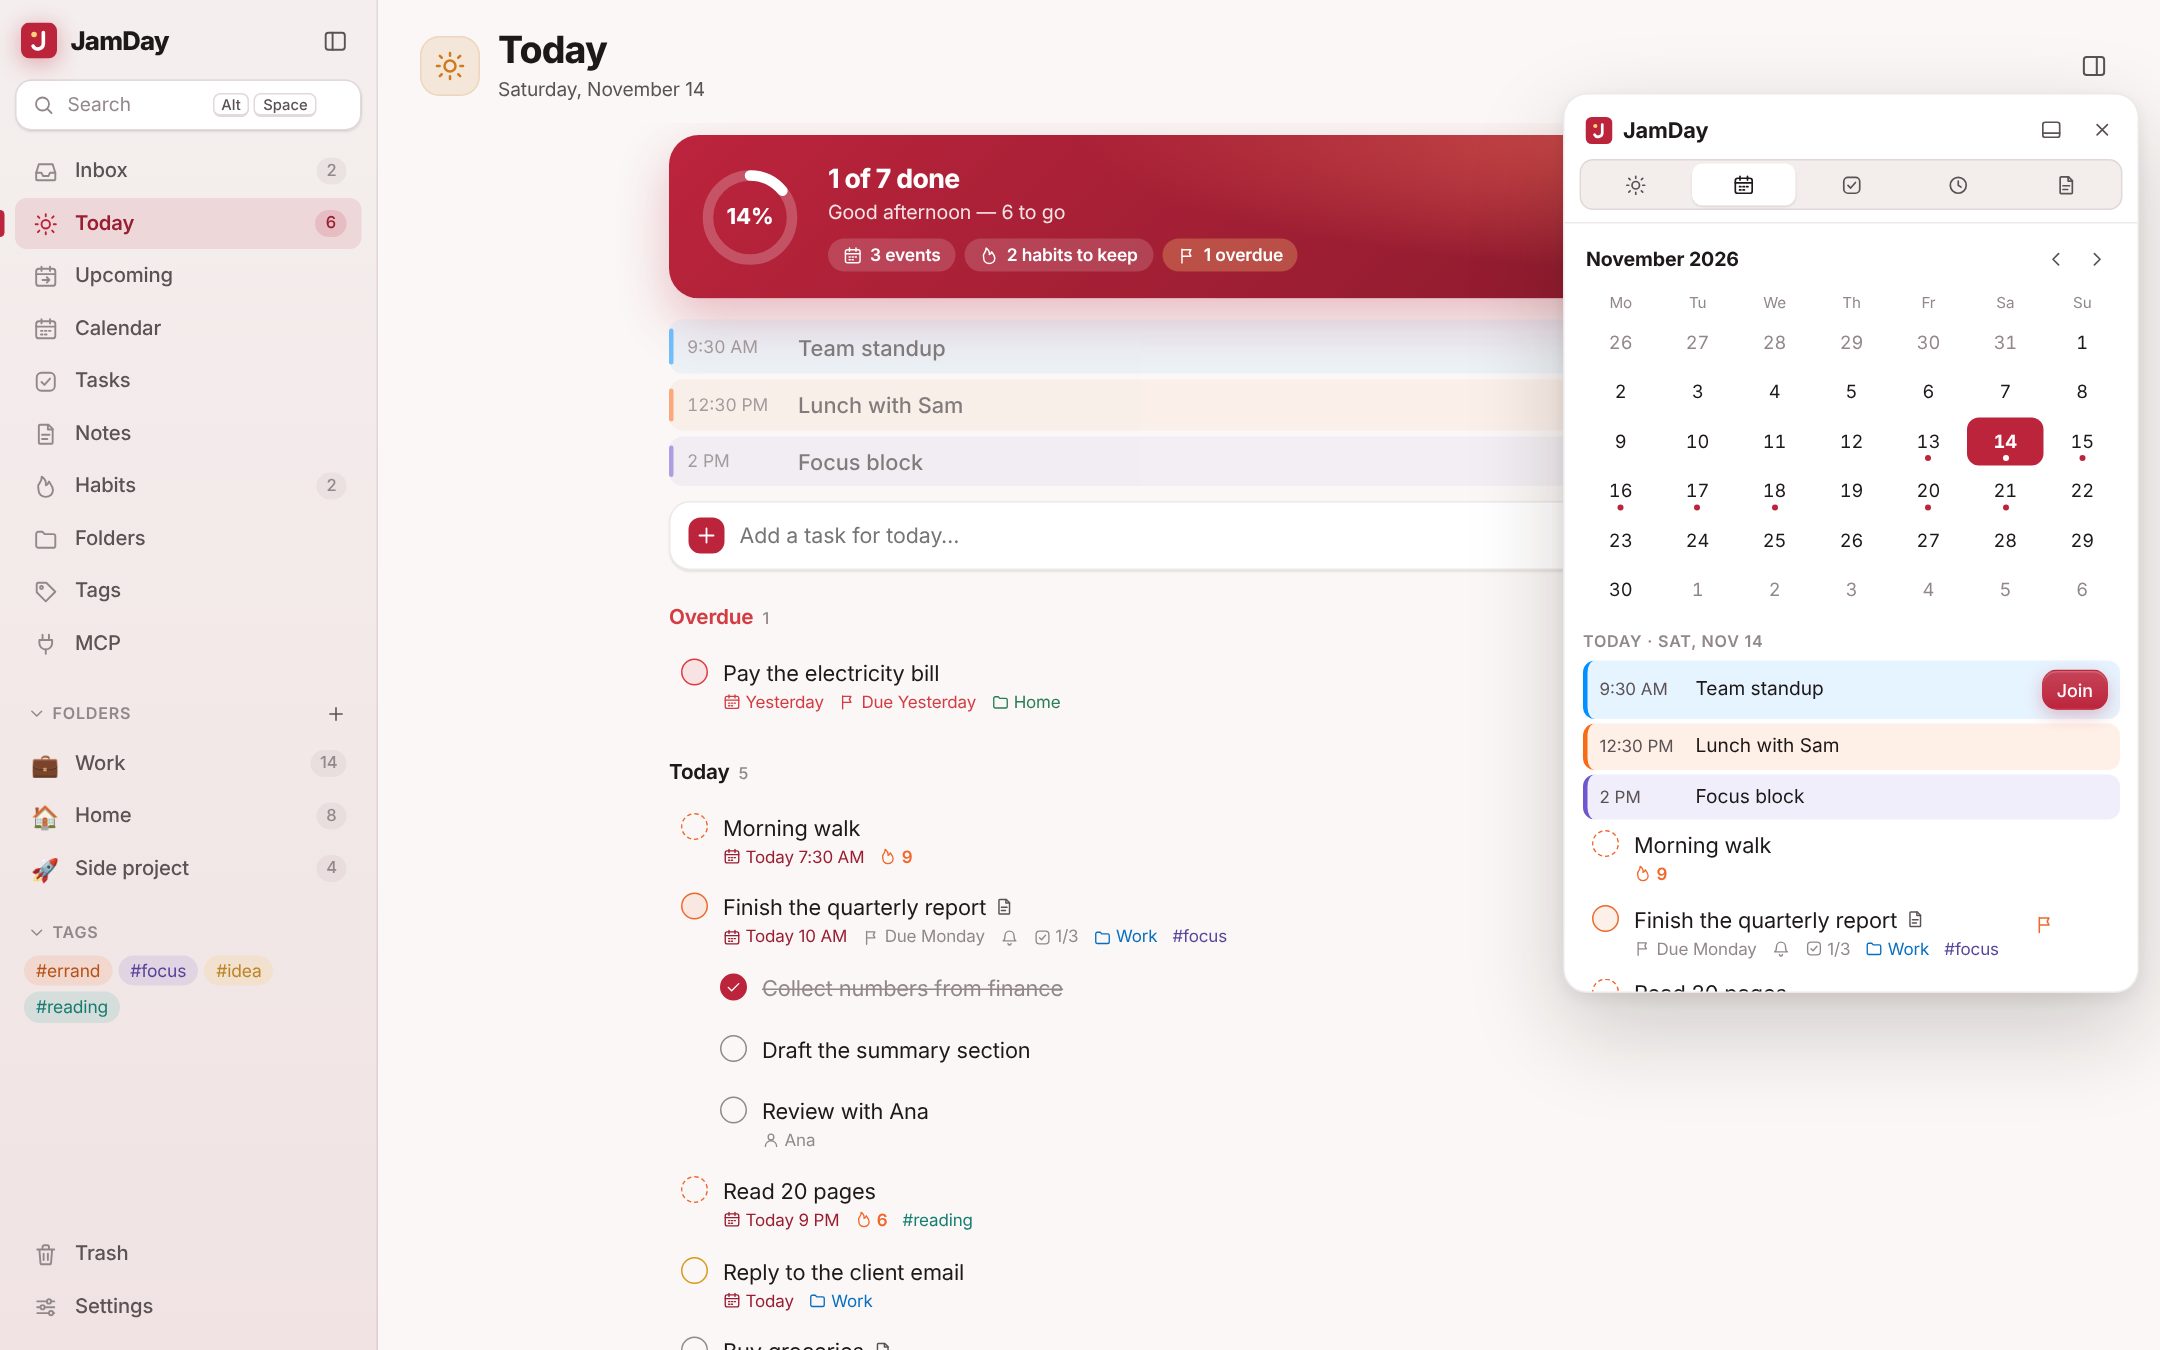 JamDay
Search Alt Space
Inbox 2
Today 6
Upcoming
Calendar
Tasks
Notes
Habits 2
Folders
Tags
MCP
FOLDERS
Work 14
Home 8
Side project 4
TAGS
#errand #focus #idea
#reading
Trash
Settings
Today
Saturday, November 14
14%
1 of 7 done
Good afternoon — 6 to go
3 events 2 habits to keep 1 overdue
9:30 AM Team standup
12:30 PM Lunch with Sam
2 PM Focus block
Add a task for today...
Overdue 1
Pay the electricity bill
Yesterday Due Yesterday Home
Today 5
Morning walk
Today 7:30 AM 9
Finish the quarterly report
Today 10 AM Due Monday 1/3 Work #focus
Collect numbers from finance
Draft the summary section
Review with Ana
Ana
Read 20 pages
Today 9 PM 6 #reading
Reply to the client email
Today Work
Buy groceries
JamDay
November 2026
Mo Tu We Th Fr Sa Su
26 27 28 29 30 31 1
2 3 4 5 6 7 8
9 10 11 12 13 14 15
16 17 18 19 20 21 22
23 24 25 26 27 28 29
30 1 2 3 4 5 6
TODAY · SAT, NOV 14
9:30 AM Team standup Join
12:30 PM Lunch with Sam
2 PM Focus block
Morning walk
9
Finish the quarterly report
Due Monday 1/3 Work #focus
Read 20 pages